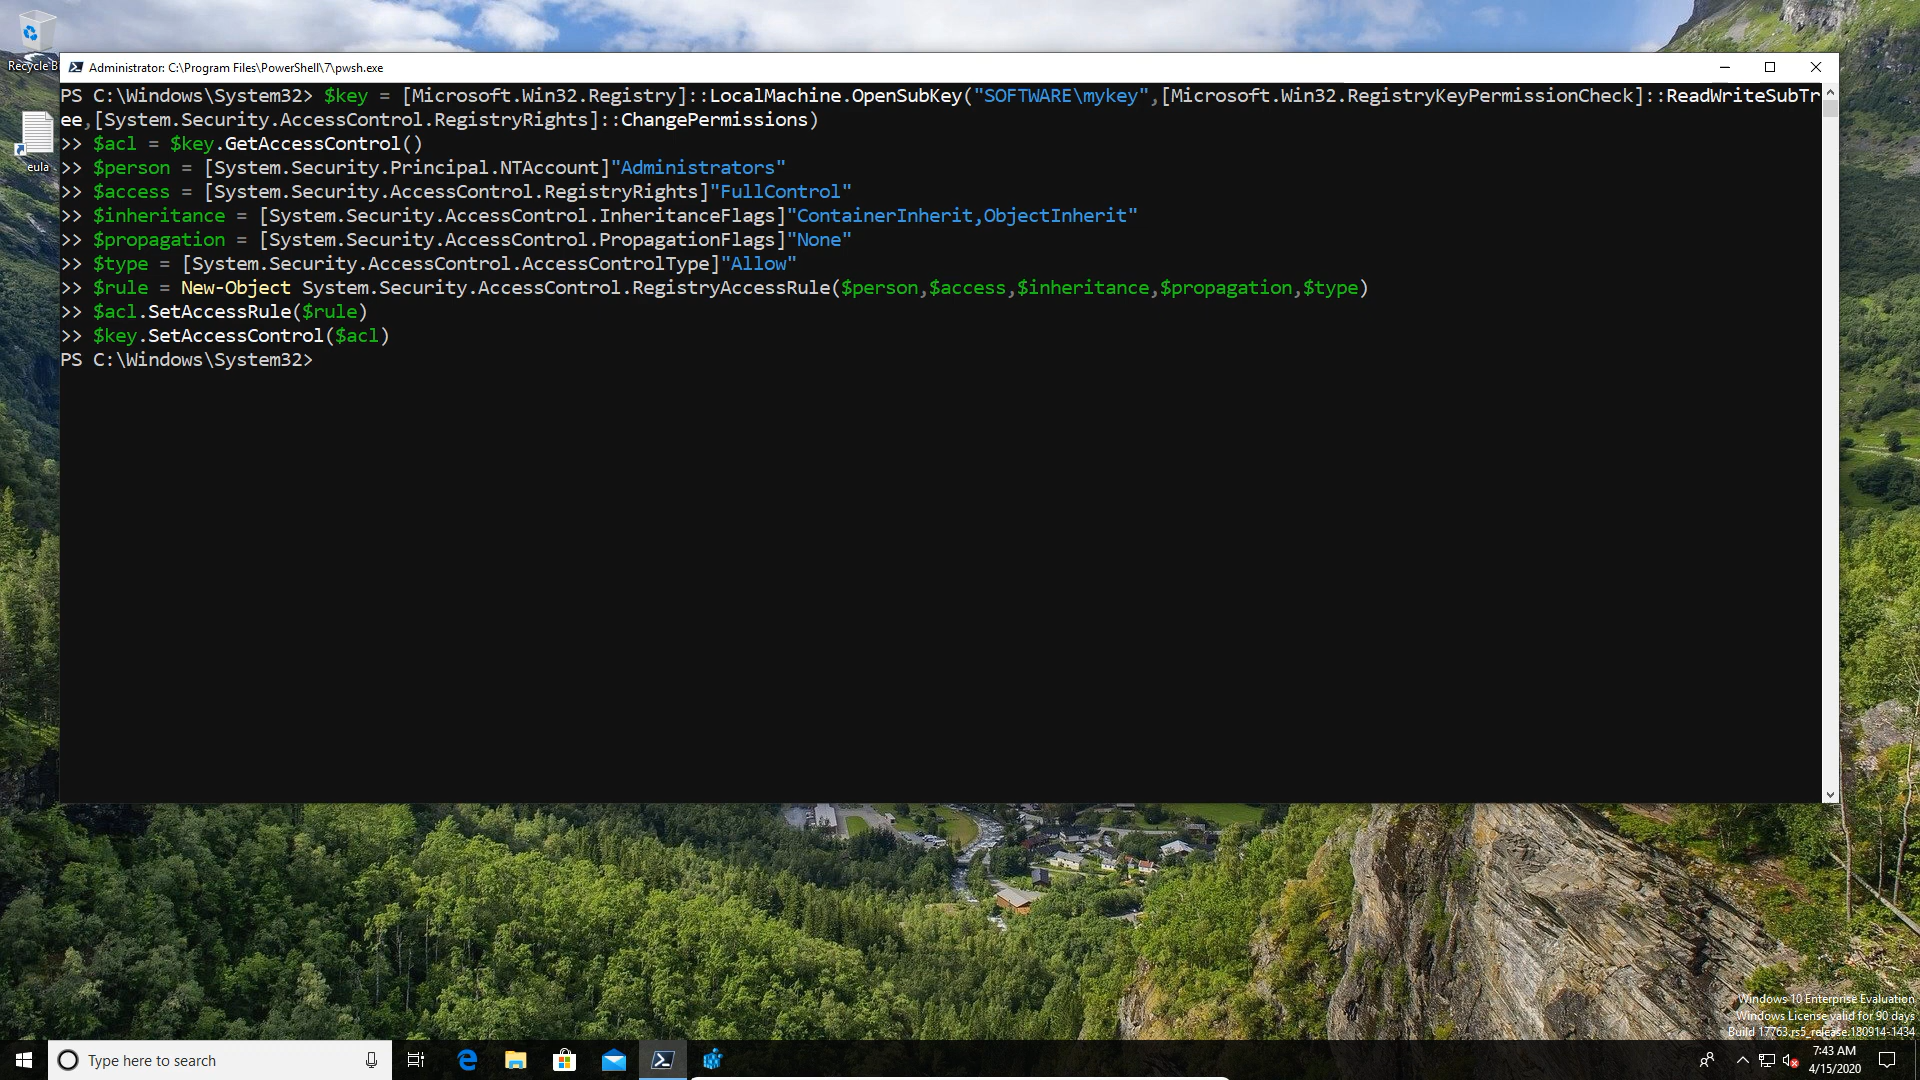 Recycle B
eula
Administrator: C:\Program Files\PowerShell\7\pwsh.exe
PS C:\Windows\System32> $key = [Microsoft.Win32.Registry]::LocalMachine.OpenSubKey("SOFTWARE\mykey",[Microsoft.Win32.RegistryKeyPermissionCheck]::ReadWriteSubTr
ee,[System.Security.AccessControl.RegistryRights]::ChangePermissions)
>> $acl = $key.GetAccessControl()
>> $person = [System.Security.Principal.NTAccount]"Administrators"
>> $access = [System.Security.AccessControl.RegistryRights]"FullControl"
>> $inheritance = [System.Security.AccessControl.InheritanceFlags]"ContainerInherit,ObjectInherit"
>> $propagation = [System.Security.AccessControl.PropagationFlags]"None"
>> $type = [System.Security.AccessControl.AccessControlType]"Allow"
>> $rule = New-Object System.Security.AccessControl.RegistryAccessRule($person,$access,$inheritance,$propagation,$type)
>> $acl.SetAccessRule($rule)
>> $key.SetAccessControl($acl)
PS C:\Windows\System32>
Windows 10 Enterprise Evaluation
Windows License valid for 90 days
Build 17763.rs5_release.180914-1434
Type here to search
7:43 AM
4/15/2020